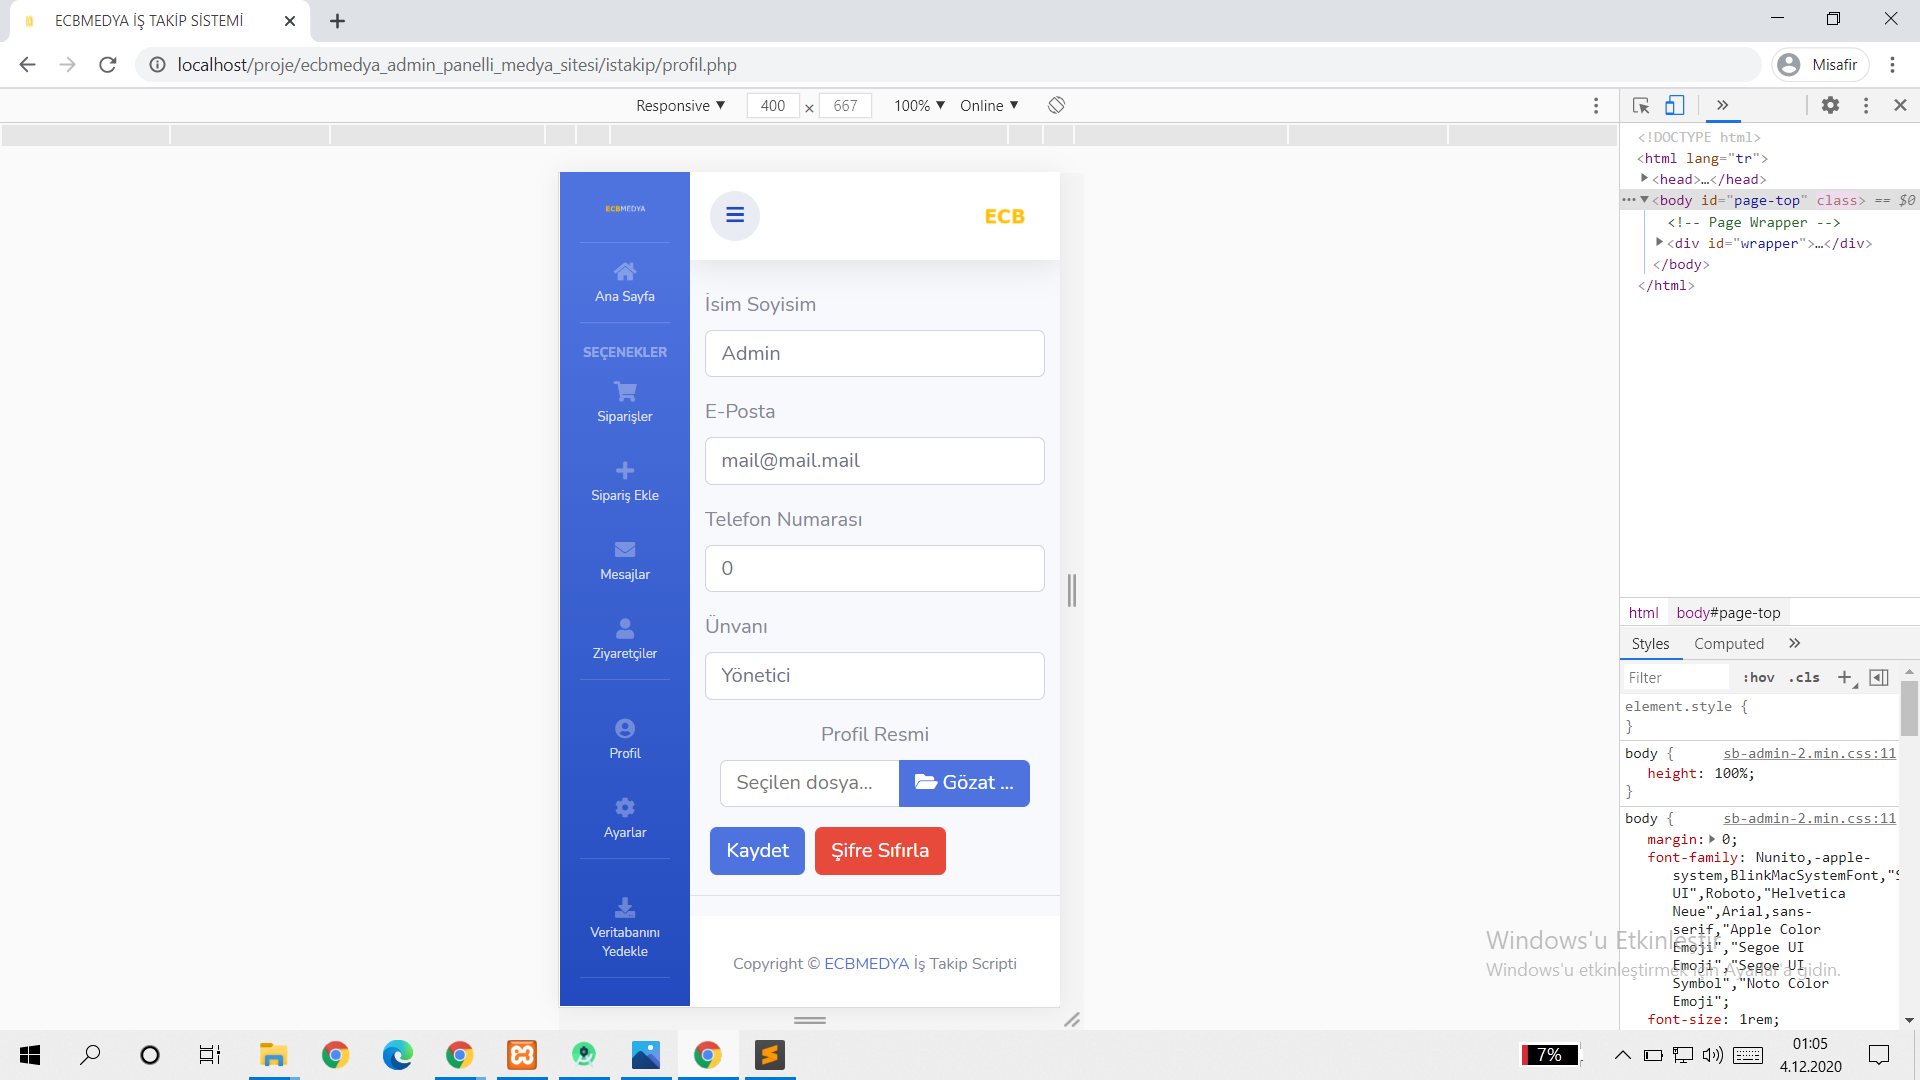 ECBMEDYA İŞ TAKİP SİSTEMİ
localhost/proje/ecbmedya_admin_panelli_medya_sitesi/istakip/profil.php
Misafir
Responsive ▼ 400 × 667 100% ▼ Online ▼
ECBMEDYA
Ana Sayfa
SEÇENEKLER
Siparişler
Sipariş Ekle
Mesajlar
Ziyaretçiler
Profil
Ayarlar
Veritabanını
Yedekle
ECB
İsim Soyisim
Admin
E-Posta
mail@mail.mail
Telefon Numarası
0
Ünvanı
Yönetici
Profil Resmi
Seçilen dosya...
Gözat ...
Kaydet
Şifre Sıfırla
Copyright © ECBMEDYA İş Takip Scripti
<!DOCTYPE html>
<html lang="tr">
<head>…</head>
<body id="page-top" class> == $0
<!-- Page Wrapper -->
<div id="wrapper">…</div>
</body>
</html>
html body#page-top
Styles Computed
Filter :hov .cls
element.style {
}
body { sb-admin-2.min.css:11
height: 100%;
}
body { sb-admin-2.min.css:11
margin: 0;
font-family: Nunito,-apple-
system,BlinkMacSystemFont,"S
UI",Roboto,"Helvetica
Neue",Arial,sans-
serif,"Apple Color
Emoji","Segoe UI
Emoji","Segoe UI
Symbol","Noto Color
Emoji";
font-size: 1rem;
Windows'u Etkinleştir
Windows'u etkinleştirmek için Ayarlar'a gidin.
7%
01:05
4.12.2020